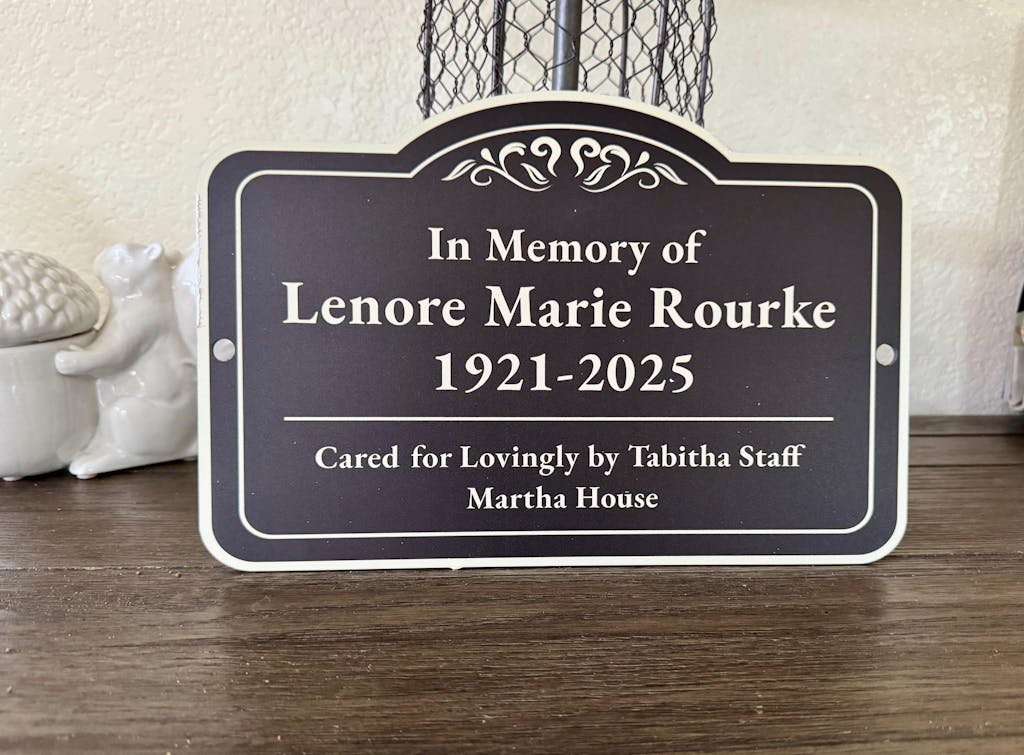 In Memory of
Lenore Marie Rourke
1921-2025
Cared for Lovingly by Tabitha Staff
Martha House